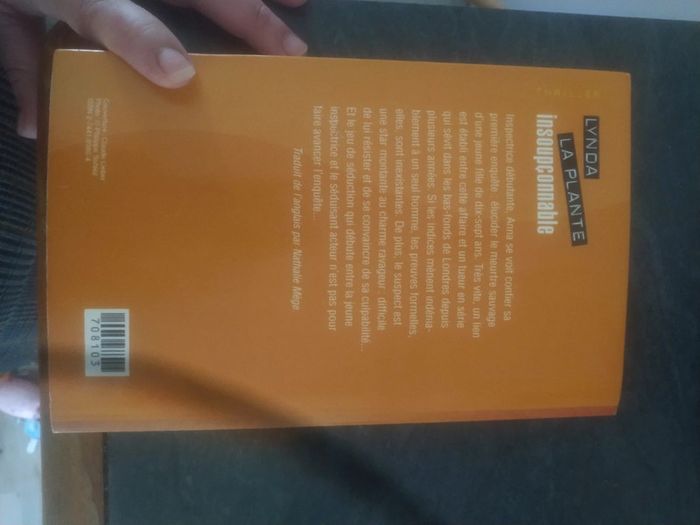 THRILLER
LYNDA
LA PLANTE
insoupçonnable
Inspectrice débutante, Anna se voit confier sa
première enquête : élucider le meurtre sauvage
d'une jeune fille de dix-sept ans. Très vite, un lien
est établi entre cette affaire et un tueur en série
qui sévit dans les bas-fonds de Londres depuis
plusieurs années. Si les indices mènent indénia-
blement à un seul homme, les preuves formelles,
elles, sont inexistantes. De plus, le suspect est
une star montante au charme ravageur : difficile
de lui résister et de se convaincre de sa culpabilité...
Et le jeu de séduction qui débute entre la jeune
inspectrice et le séduisant acteur n'est pas pour
faire avancer l'enquête...
Traduit de l'anglais par Nathalie Mège
Couverture : Claude
Photo :
ISBN
708103